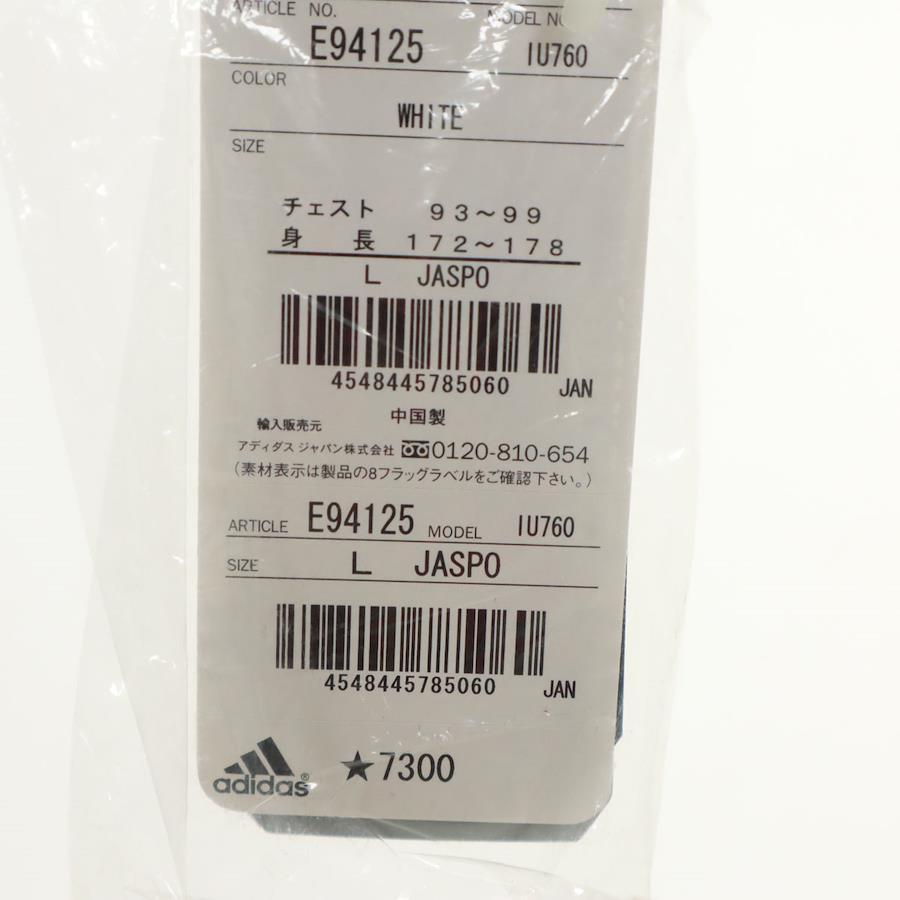 ARTICLE NO. MODEL NO
E94125 IU760
COLOR
WHITE
SIZE
チェスト 93～99
身長 172～178
L JASPO
4548445785060 JAN
中国製
輸入販売元
アディダス ジャパン株式会社 0120-810-654
(素材表示は製品の8フラッグラベルをご確認下さい。)
ARTICLE E94125 MODEL IU760
SIZE L JASPO
4548445785060 JAN
adidas® ★7300